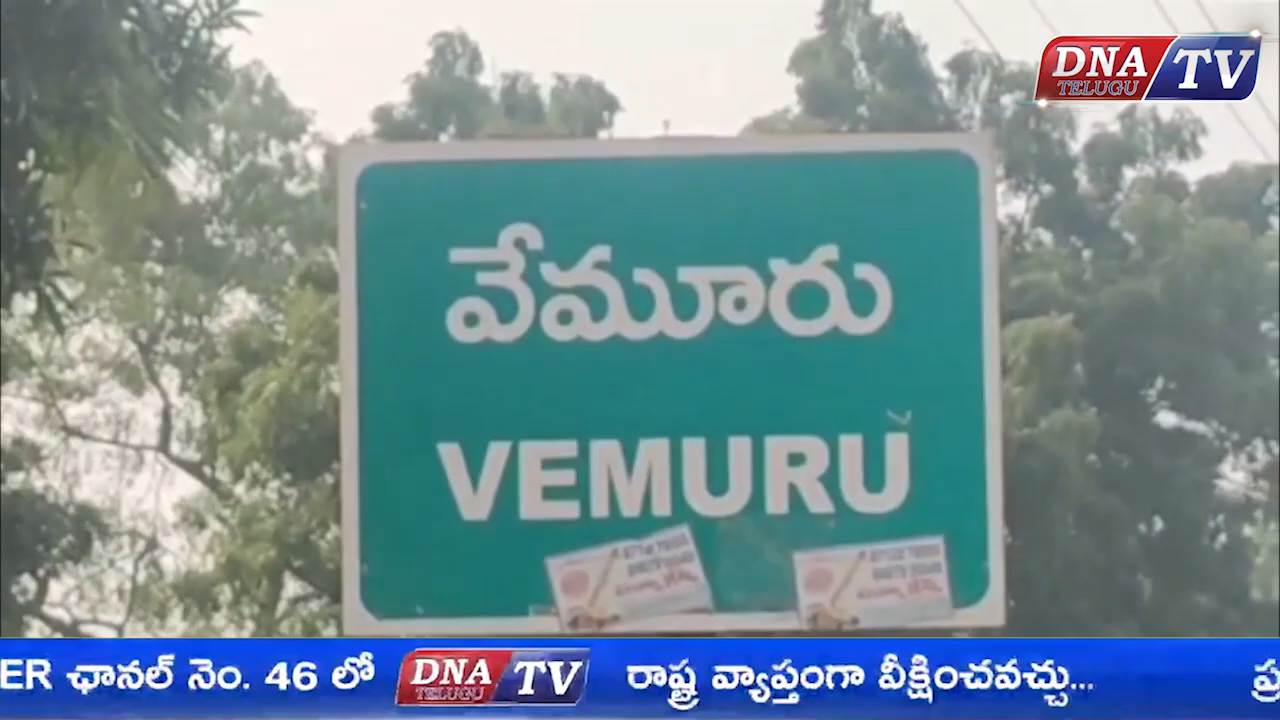 DNA TV
TELUGU
వేమూరు
VEMURU
ER ఛానల్ నెం. 46 లో DNA TELUGU TV రాష్ట్ర వ్యాప్తంగా వీక్షించవచ్చు... ప్ర